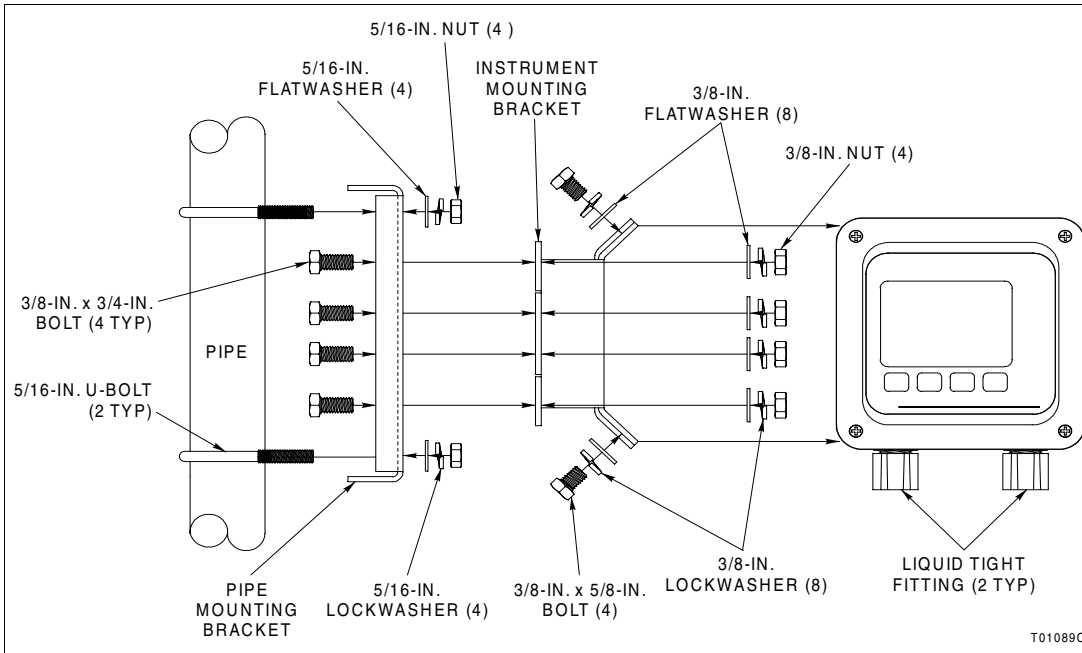 5/16-IN. NUT (4 )
5/16-IN.
FLATWASHER (4)
INSTRUMENT
MOUNTING
BRACKET
3/8-IN.
FLATWASHER (8)
3/8-IN. NUT (4)
3/8-IN. x 3/4-IN.
BOLT (4 TYP)
PIPE
5/16-IN. U-BOLT
(2 TYP)
PIPE
MOUNTING
BRACKET
5/16-IN.
LOCKWASHER (4)
3/8-IN. x 5/8-IN.
BOLT (4)
3/8-IN.
LOCKWASHER (8)
LIQUID TIGHT
FITTING (2 TYP)
T01089C